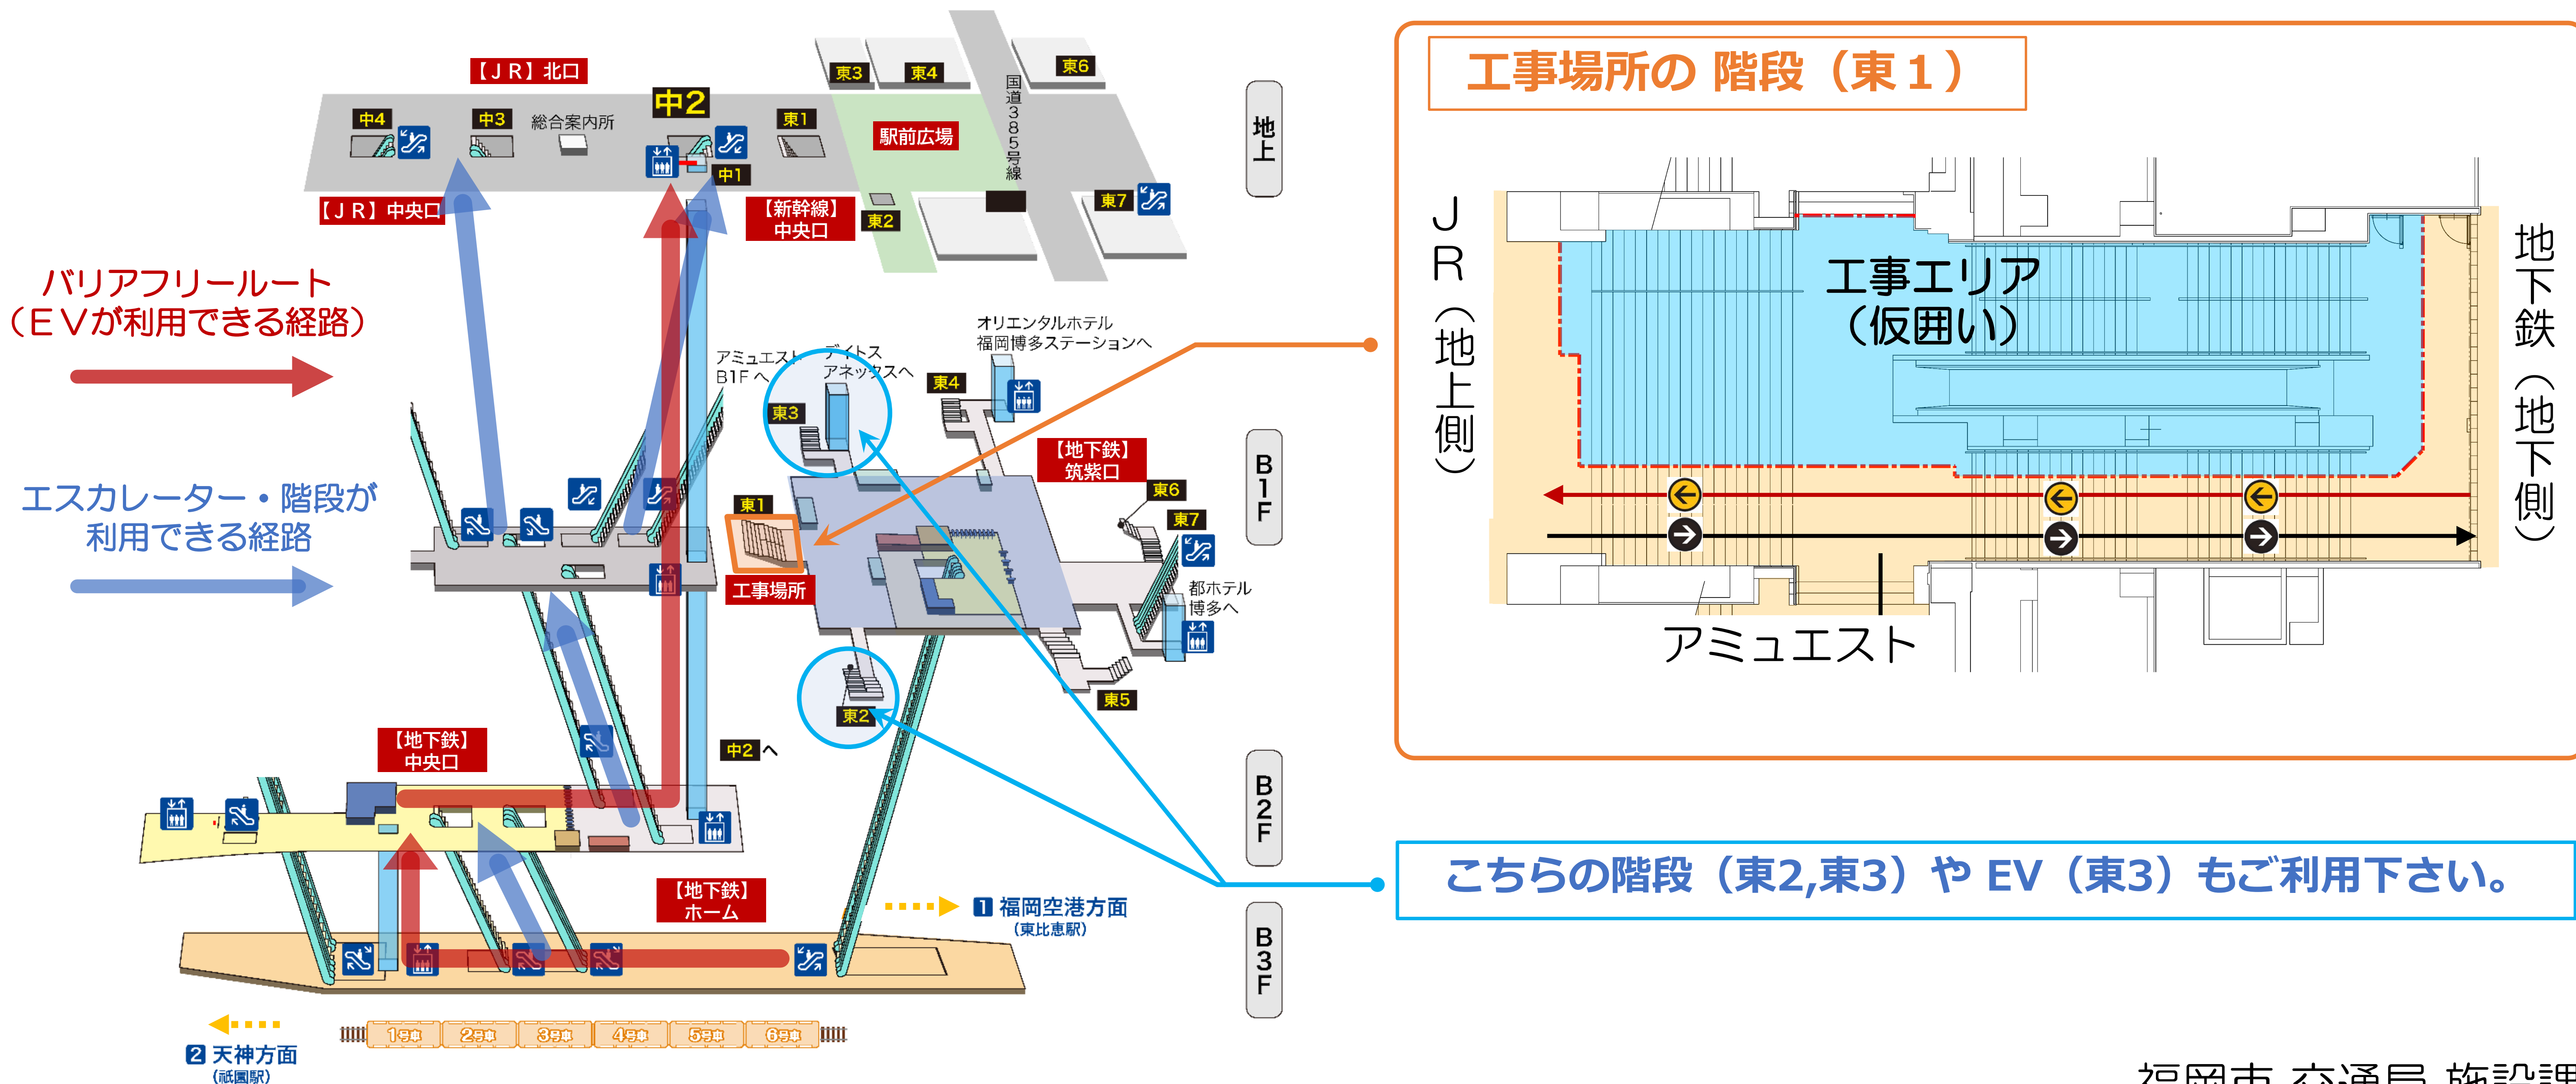 【ＪＲ】北口
中4
中3
総合案内所
中2
中1
東1
東3
東4
東6
国道385号線
駅前広場
東2
東7
【ＪＲ】中央口
【新幹線】
中央口
地上
バリアフリールート
（ＥＶが利用できる経路）
エスカレーター・階段が
利用できる経路
アミュエスト
B1Fへ
デイトス
アネックスへ
オリエンタルホテル
福岡博多ステーションへ
東3
東4
【地下鉄】
筑紫口
東1
工事場所
東6
東7
都ホテル
博多へ
東2
東5
B1F
【地下鉄】
中央口
中2へ
B2F
【地下鉄】
ホーム
1 福岡空港方面
（東比恵駅）
B3F
2 天神方面
（祇園駅）
1号車
2号車
3号車
4号車
5号車
6号車
工事場所の 階段（東１）
ＪＲ（地上側）
工事エリア
（仮囲い）
地下鉄（地下側）
アミュエスト
こちらの階段（東2,東3）や EV（東3）もご利用下さい。
福岡市 交通局 施設課